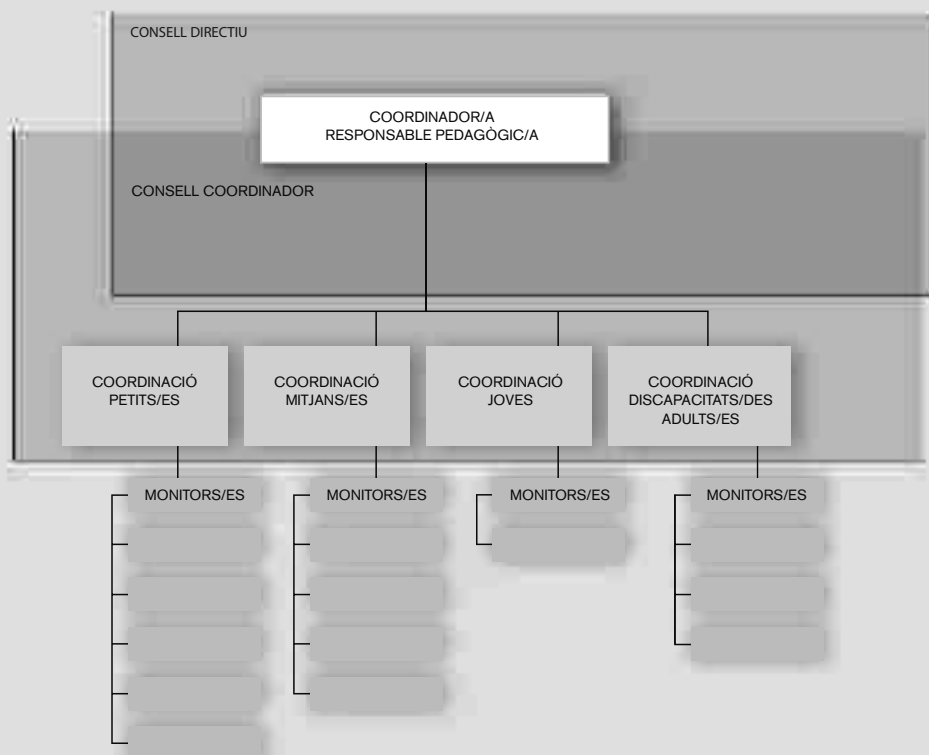 CONSELL DIRECTIU
COORDINADOR/A
RESPONSABLE PEDAGÒGIC/A
CONSELL COORDINADOR
COORDINACIÓ
PETITS/ES
COORDINACIÓ
MITJANS/ES
COORDINACIÓ
JOVES
COORDINACIÓ
DISCAPACITATS/DES
ADULTS/ES
MONITORS/ES
MONITORS/ES
MONITORS/ES
MONITORS/ES